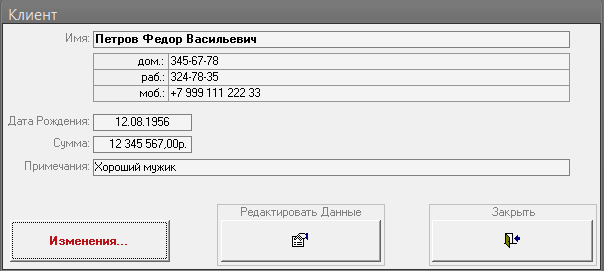 Клиент
Имя: Петров Федор Васильевич
дом.: 345-67-78
раб.: 324-78-35
моб.: +7 999 111 222 33
Дата Рождения: 12.08.1956
Сумма: 12 345 567,00р.
Примечания: Хороший мужик
Редактировать Данные Закрыть
Изменения...